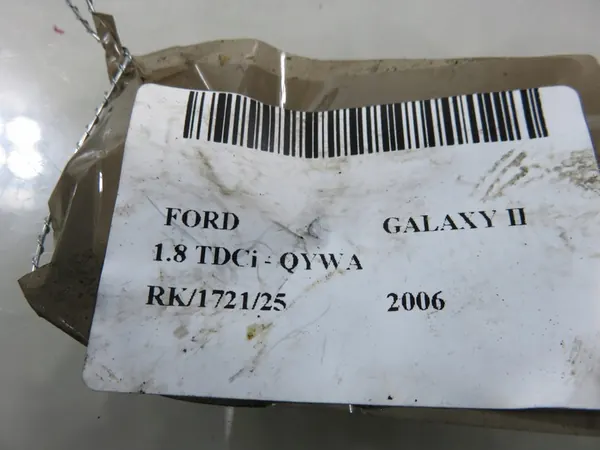 FORD GALAXY II
1.8 TDCi - QYWA
RK/1721/25 2006